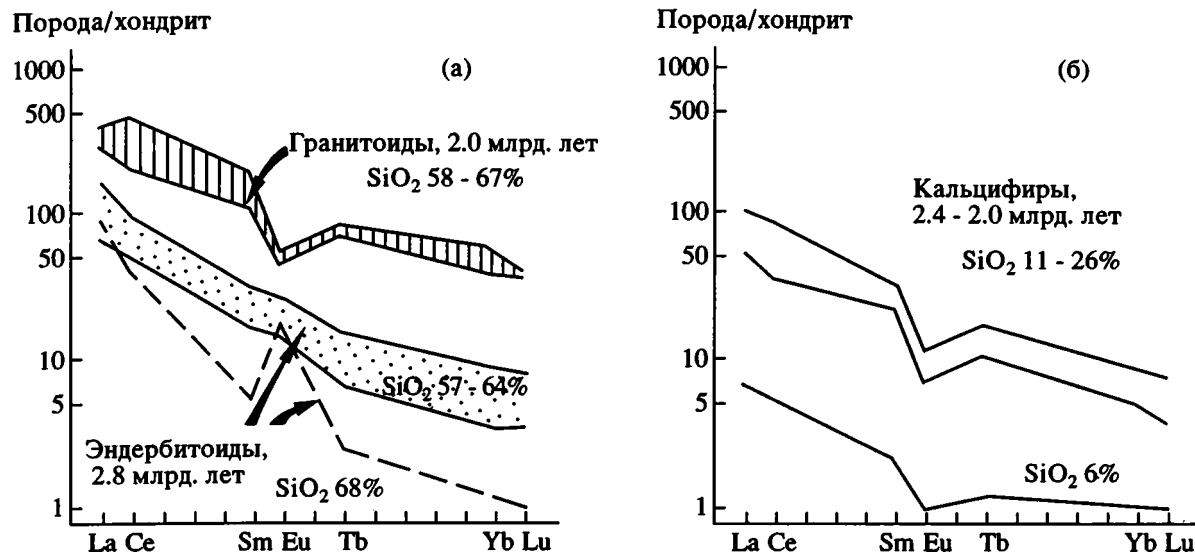 Порода/хондрит
(а)
1000
500
100
50
10
5
1
Гранитоиды, 2.0 млрд. лет
SiO₂ 58 - 67%
SiO₂ 57 - 64%
Эндербитоиды,
2.8 млрд. лет
SiO₂ 68%
La Ce Sm Eu Tb Yb Lu
Порода/хондрит
(б)
1000
500
100
50
10
5
1
Кальцифиры,
2.4 - 2.0 млрд. лет
SiO₂ 11 - 26%
SiO₂ 6%
La Ce Sm Eu Tb Yb Lu